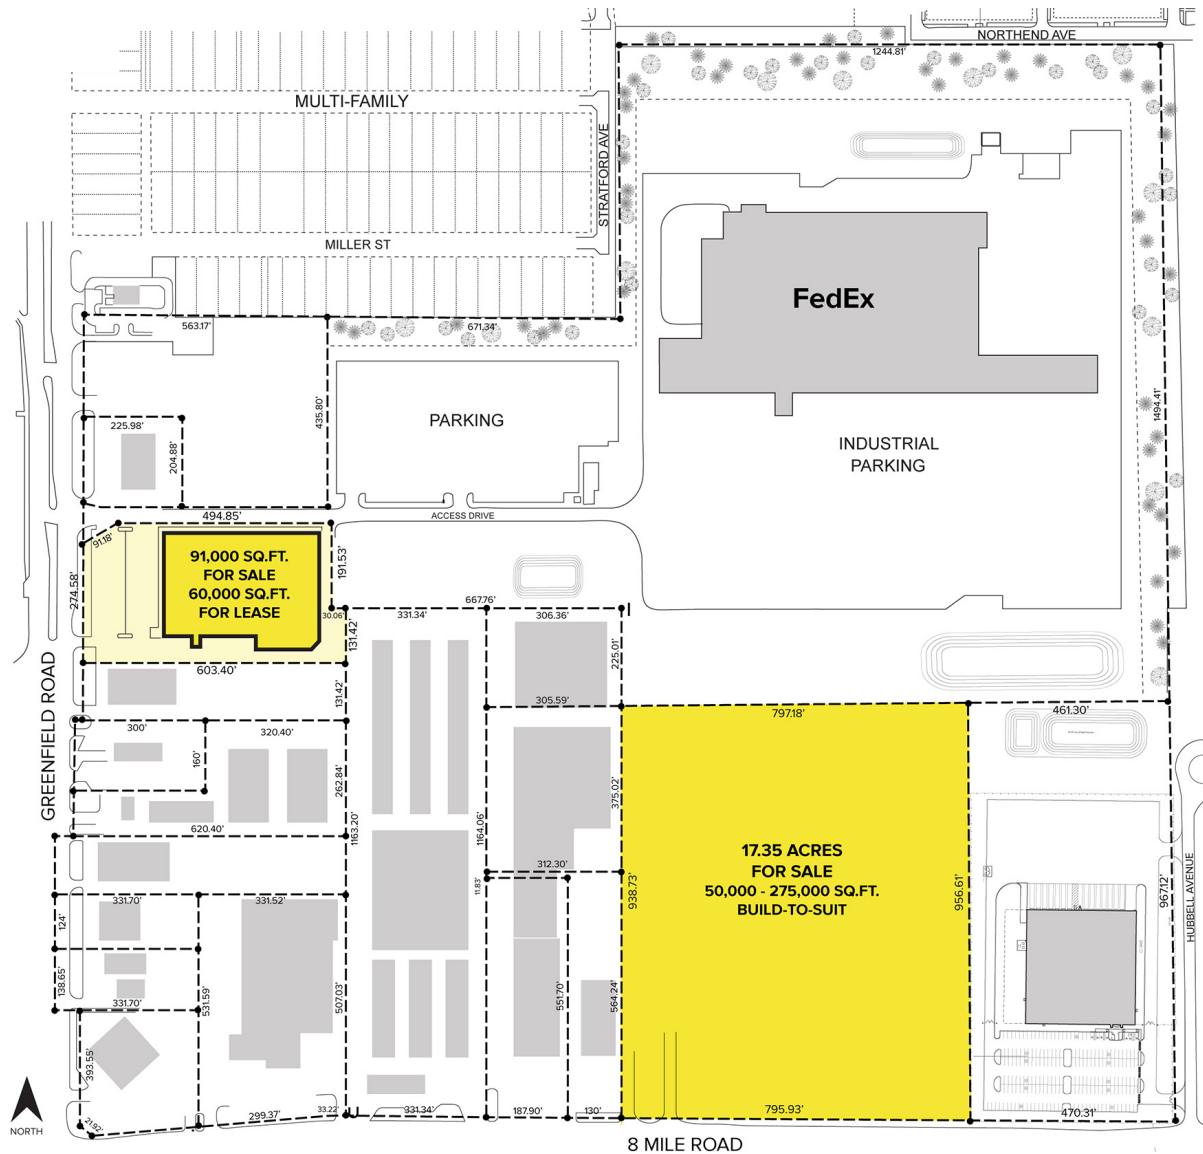 NORTHEND AVE
1244.81'
MULTI-FAMILY
STRATFORD AVE
MILLER ST
FedEx
563.17'
671.34'
435.80'
225.98'
204.88'
PARKING
INDUSTRIAL
PARKING
1494.41'
494.85'
ACCESS DRIVE
91.18'
274.58'
191.53'
91,000 SQ.FT.
FOR SALE
60,000 SQ.FT.
FOR LEASE
30.06'
131.42'
603.40'
667.76'
331.34'
306.36'
225.01'
305.59'
797.18'
461.30'
GREENFIELD ROAD
131.42'
300'
320.40'
160'
262.84'
620.40'
1163.20'
1164.06'
375.02'
312.30'
11.83'
938.73'
17.35 ACRES
FOR SALE
50,000 - 275,000 SQ.FT.
BUILD-TO-SUIT
956.61'
967.12'
HUBBELL AVENUE
331.70'
331.52'
124'
138.65'
331.70'
531.59'
507.03'
551.70'
564.24'
393.55'
21.92'
299.37'
33.22'
331.34'
187.90'
130'
795.93'
470.31'
NORTH
8 MILE ROAD